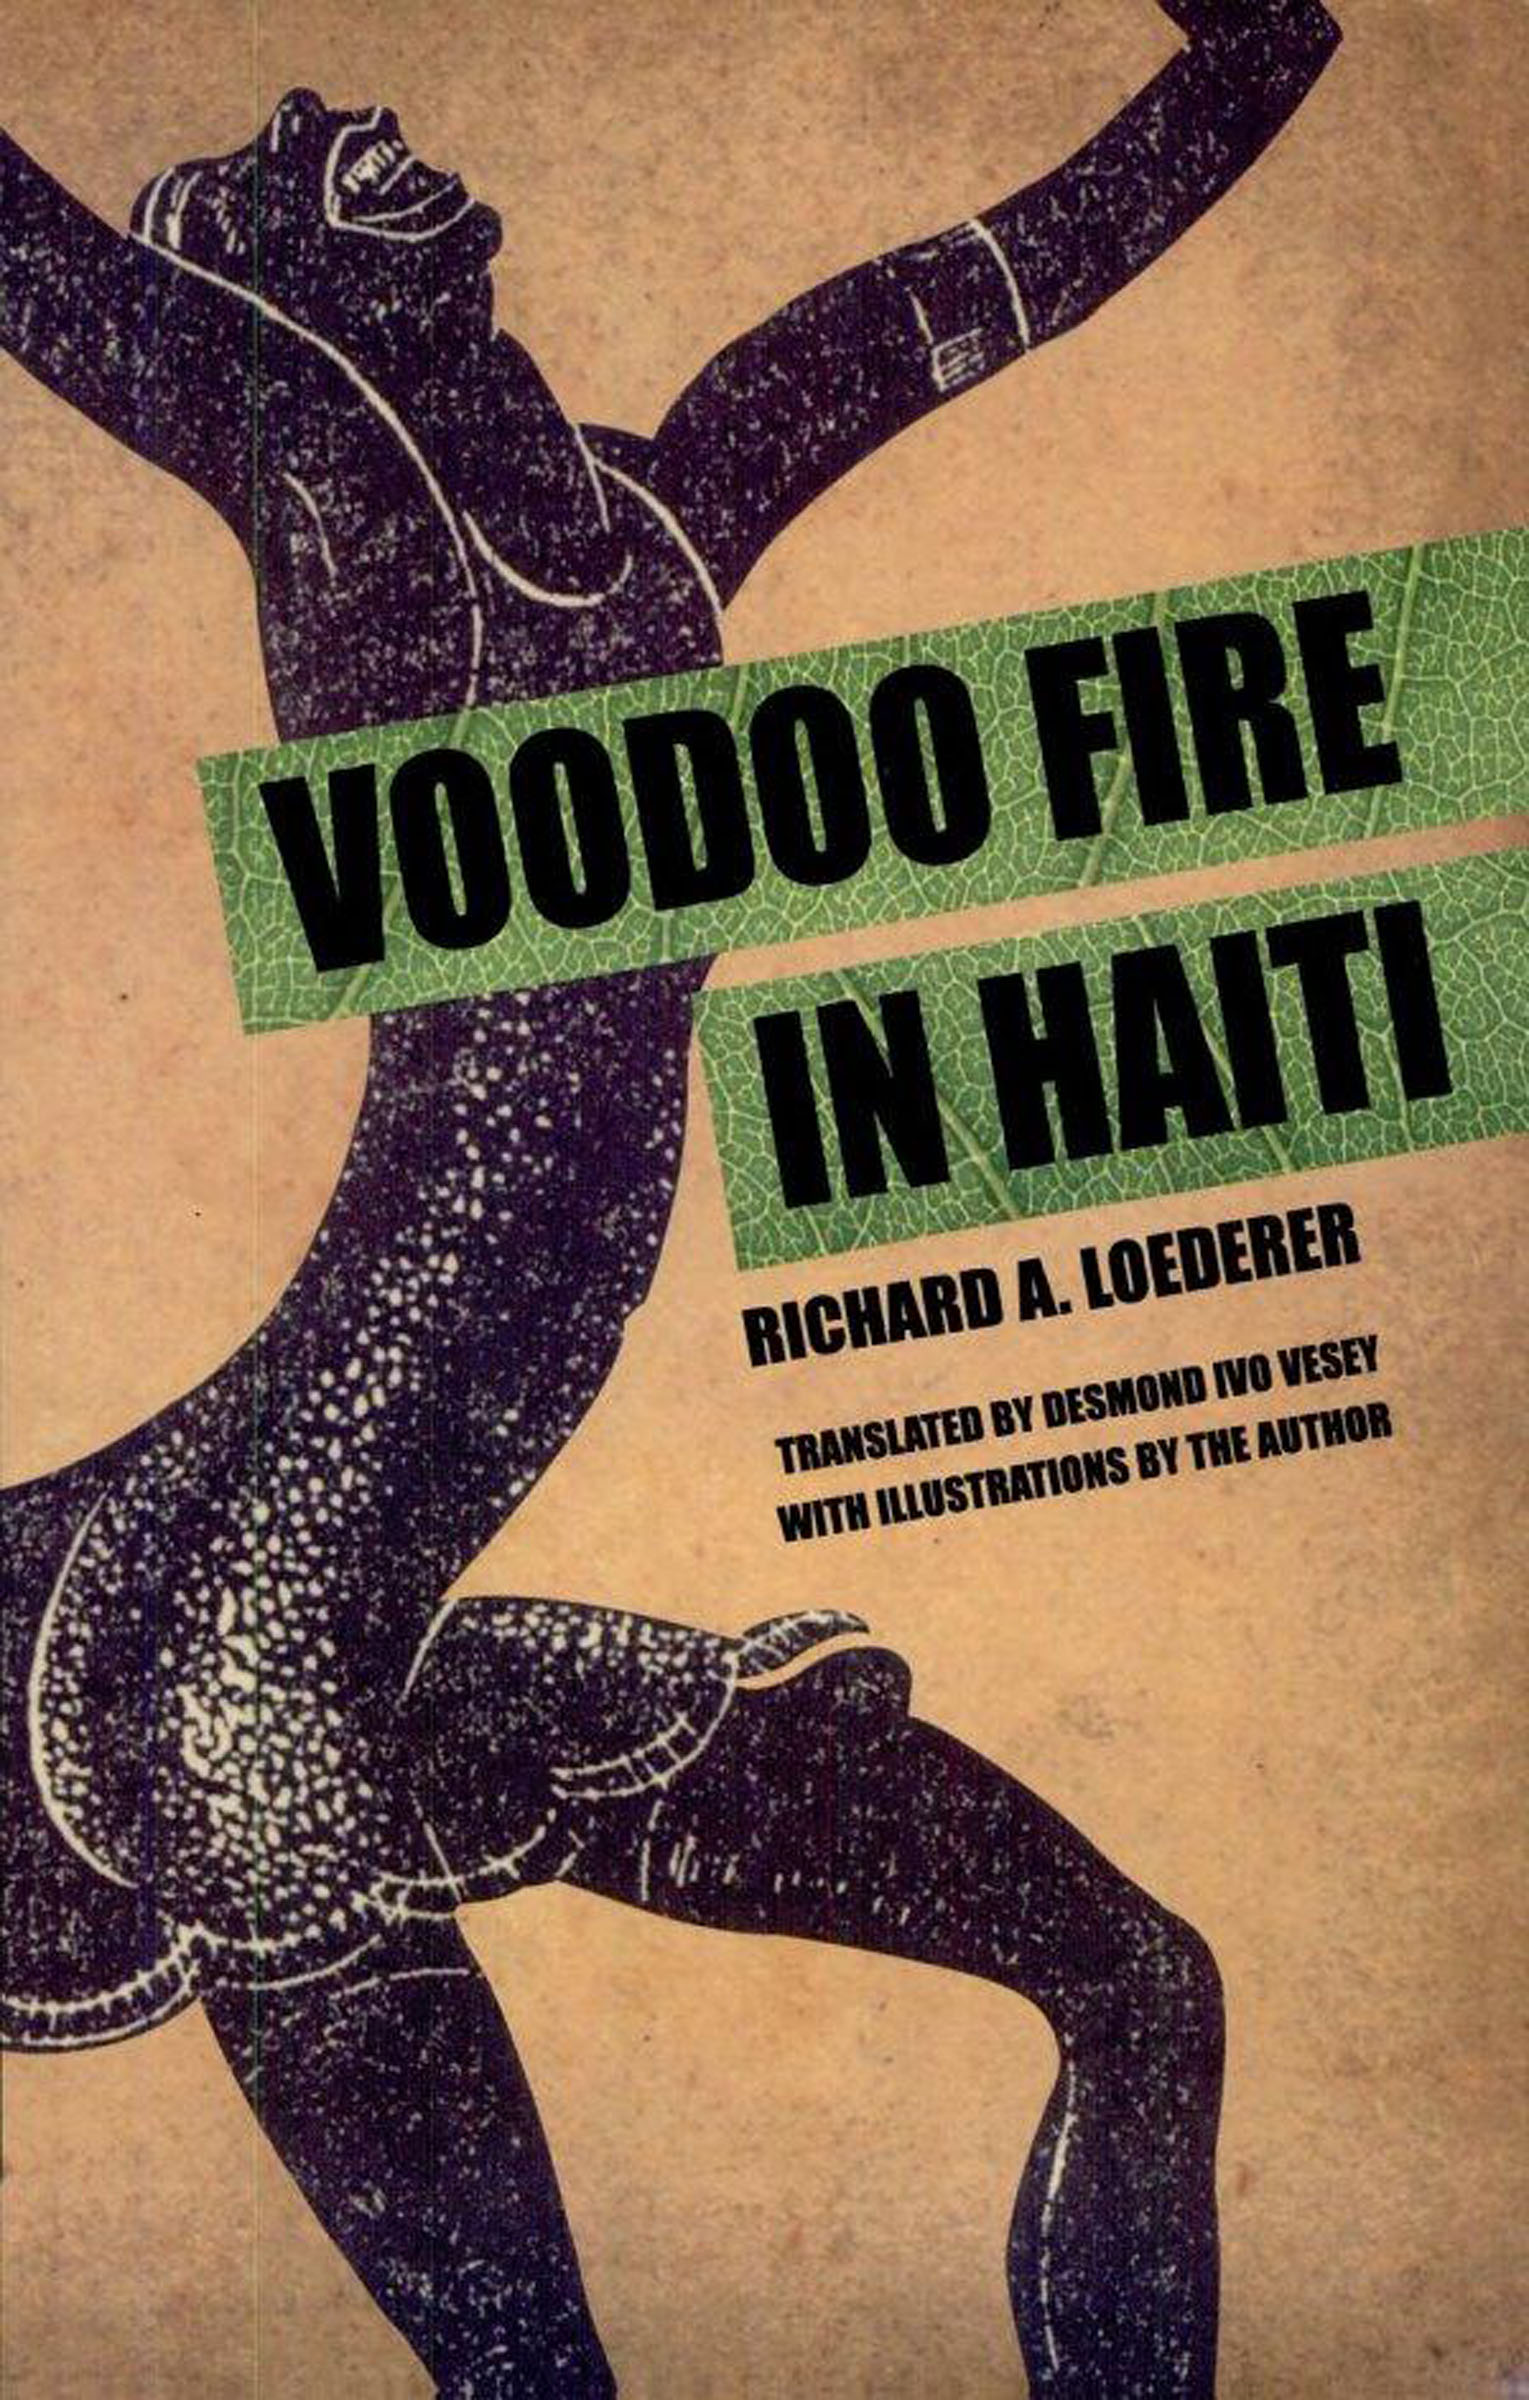 VOODOO FIRE
IN HAITI
RICHARD A. LOEDERER
TRANSLATED BY DESMOND IVO VESEY
WITH ILLUSTRATIONS BY THE AUTHOR